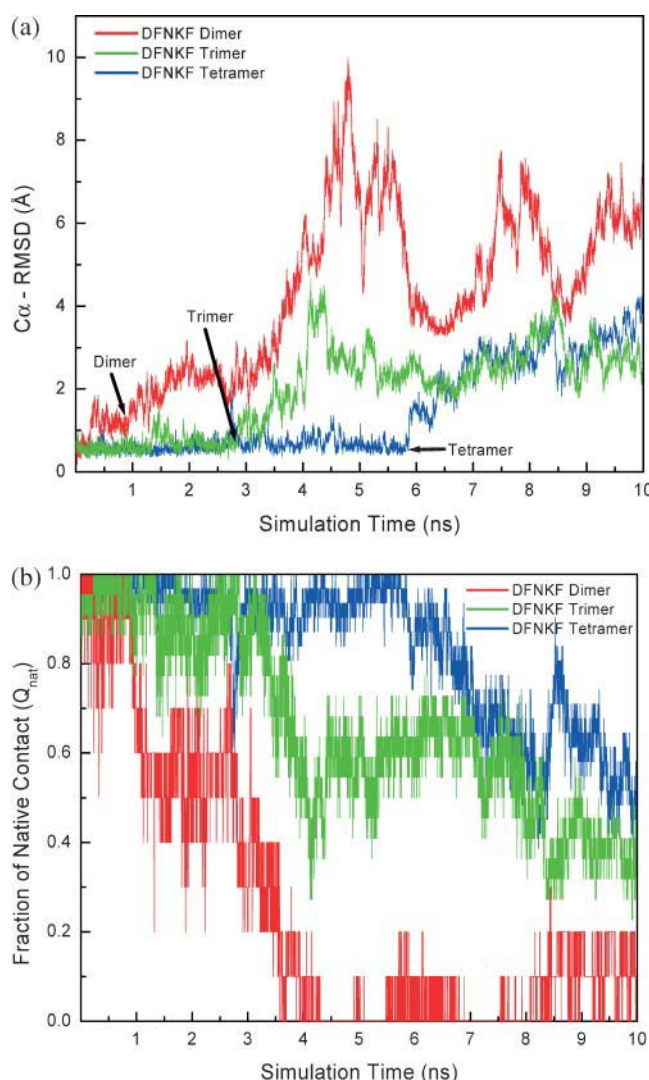 (a)
DFNKF Dimer
DFNKF Trimer
DFNKF Tetramer
10
8
6
4
2
0
Cα - RMSD (Å)
Trimer
Dimer
Tetramer
1 2 3 4 5 6 7 8 9 10
Simulation Time (ns)
(b)
DFNKF Dimer
DFNKF Trimer
DFNKF Tetramer
1.0
0.8
0.6
0.4
0.2
0.0
Fraction of Native Contact (Q_nat)
1 2 3 4 5 6 7 8 9 10
Simulation Time (ns)